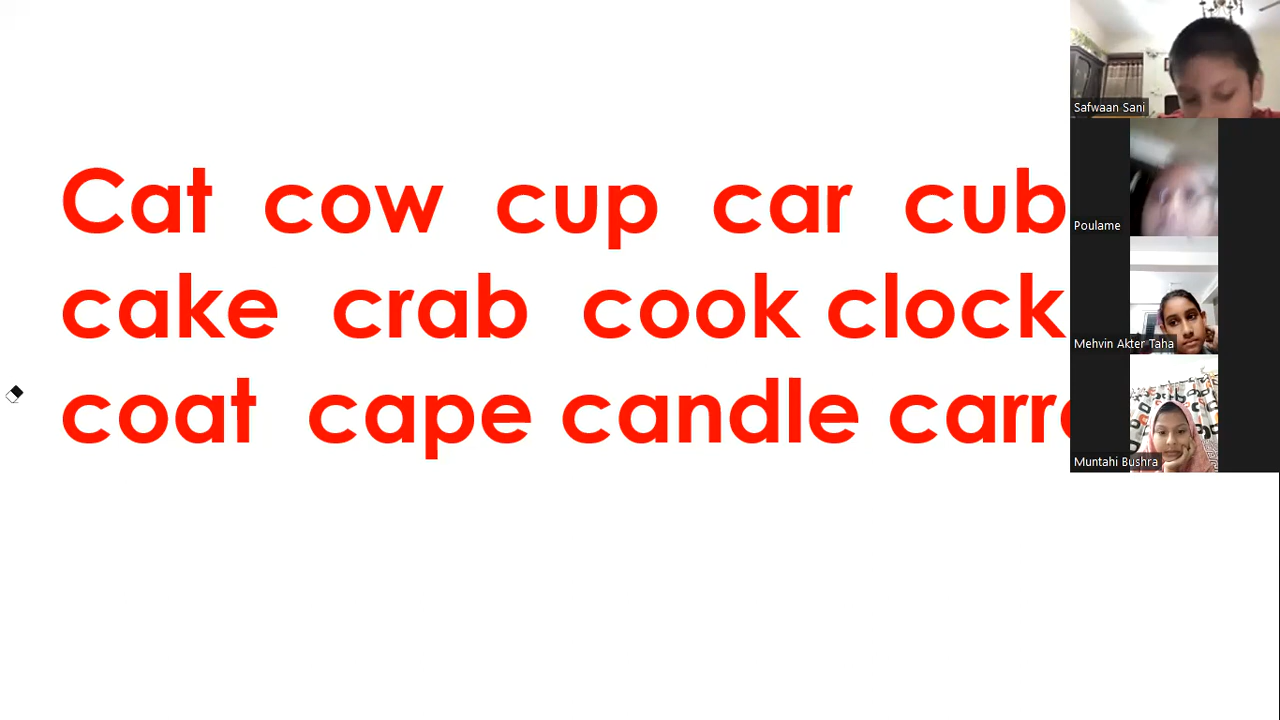 Cat cow cup car cub
cake crab cook clock
coat cape candle
Safwaan Sani
Poulame
Mehvin Akter Taha
Muntahi Bushra